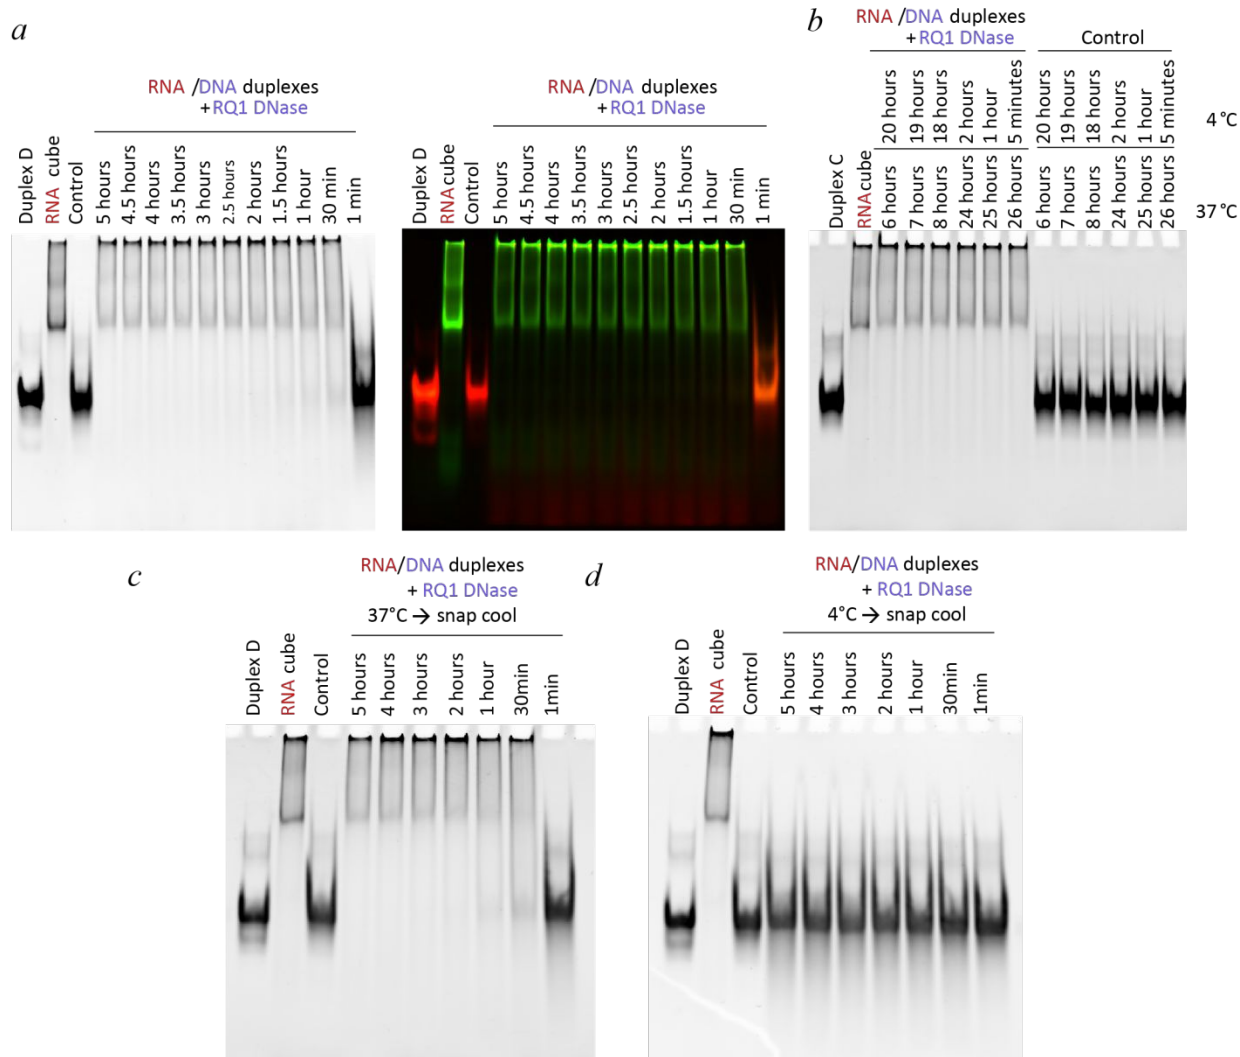 a
RNA /DNA duplexes
+RQ1 DNase
Duplex D
RNA cube
Control
5 hours
4.5 hours
4 hours
3.5 hours
3 hours
2.5 hours
2 hours
1.5 hours
1 hour
30 min
1 min
RNA /DNA duplexes
+RQ1 DNase
Duplex D
RNA cube
Control
5 hours
4.5 hours
4 hours
3.5 hours
3 hours
2.5 hours
2 hours
1.5 hours
1 hour
30 min
1 min
b
RNA /DNA duplexes
+RQ1 DNase
Control
20 hours
19 hours
18 hours
2 hours
1 hour
5 minutes
20 hours
19 hours
18 hours
2 hours
1 hour
5 minutes
4 °C
Duplex C
RNA cube
6 hours
7 hours
8 hours
24 hours
25 hours
26 hours
6 hours
7 hours
8 hours
24 hours
25 hours
26 hours
37 °C
c
RNA/DNA duplexes
+ RQ1 DNase
37°C → snap cool
Duplex D
RNA cube
Control
5 hours
4 hours
3 hours
2 hours
1 hour
30min
1min
d
RNA/DNA duplexes
+ RQ1 DNase
4°C → snap cool
Duplex D
RNA cube
Control
5 hours
4 hours
3 hours
2 hours
1 hour
30min
1min